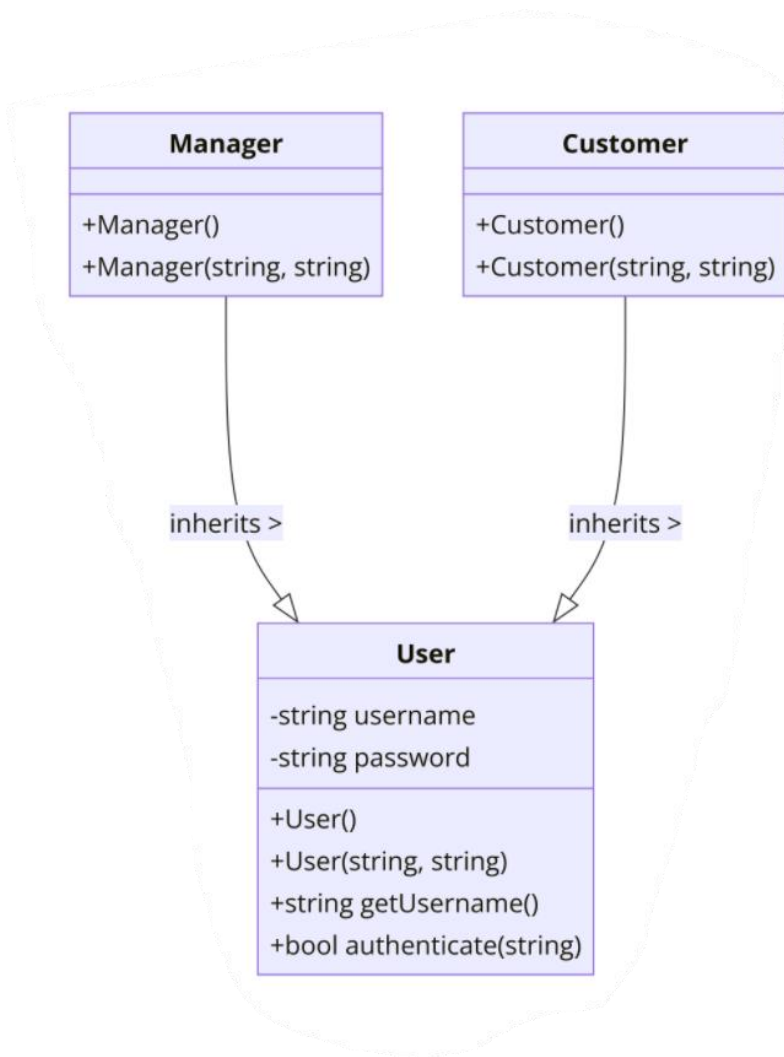 Manager
+Manager()
+Manager(string, string)
Customer
+Customer()
+Customer(string, string)
inherits >
inherits >
User
-string username
-string password
+User()
+User(string, string)
+string getUsername()
+bool authenticate(string)